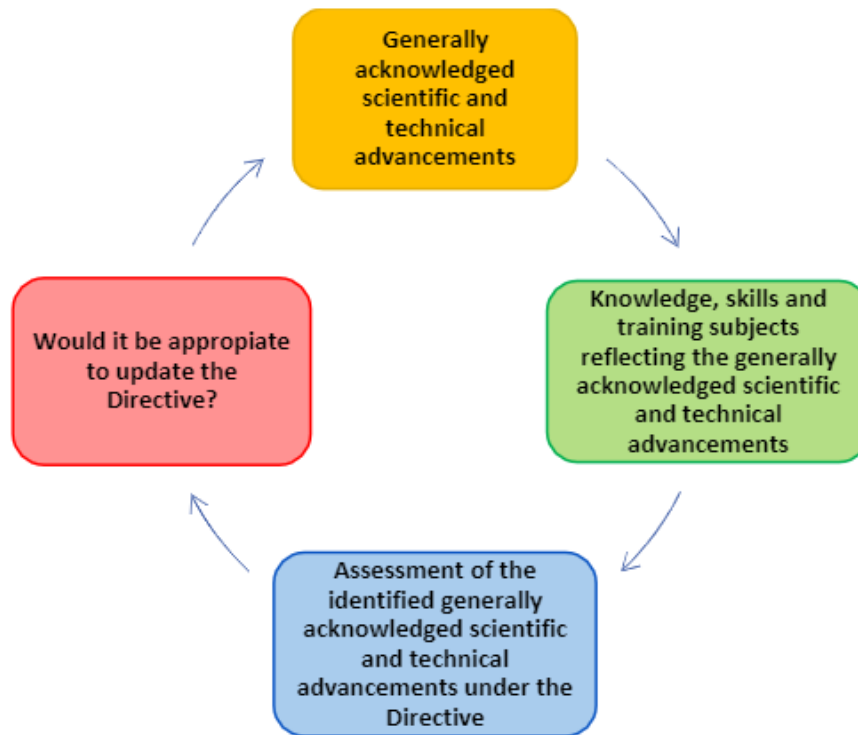 Generally
acknowledged
scientific and
technical
advancements
Knowledge, skills and
training subjects
reflecting the generally
acknowledged scientific
and technical
advancements
Assessment of the
identified generally
acknowledged scientific
and technical
advancements under the
Directive
Would it be appropiate
to update the
Directive?